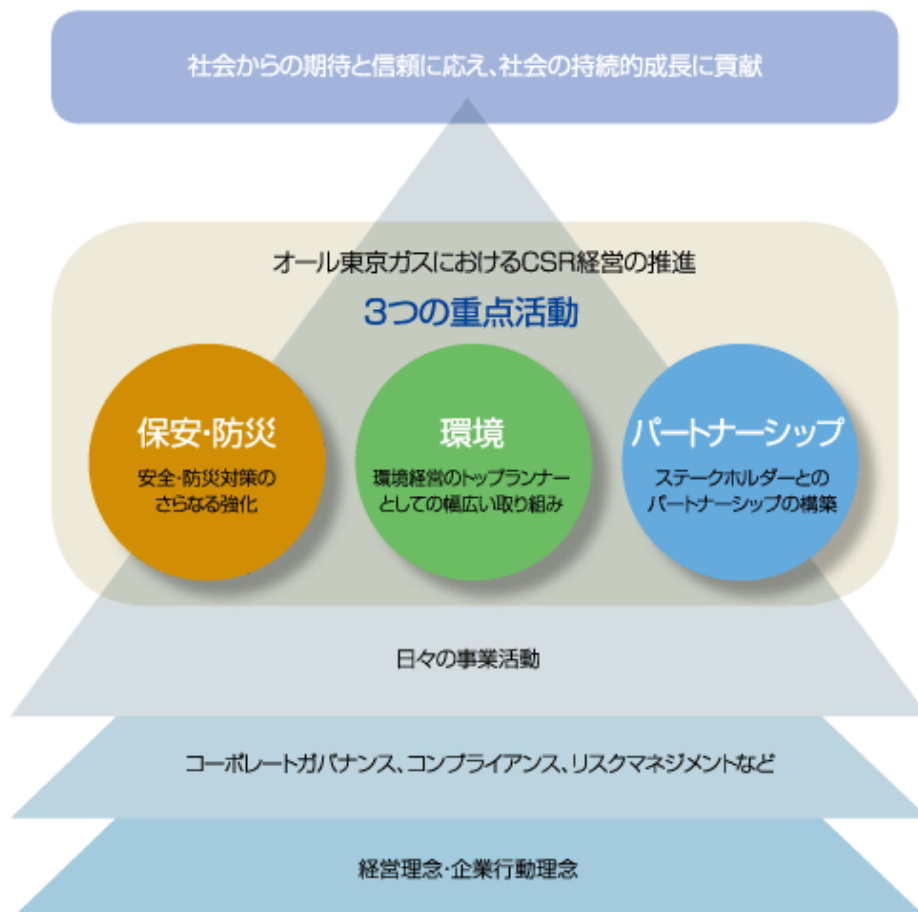 社会からの期待と信頼に応え、社会の持続的成長に貢献
オール東京ガスにおけるCSR経営の推進
3つの重点活動
保安・防災
安全・防災対策の
さらなる強化
環境
環境経営のトップランナー
としての幅広い取り組み
パートナーシップ
ステークホルダーとの
パートナーシップの構築
日々の事業活動
コーポレートガバナンス、コンプライアンス、リスクマネジメントなど
経営理念・企業行動理念